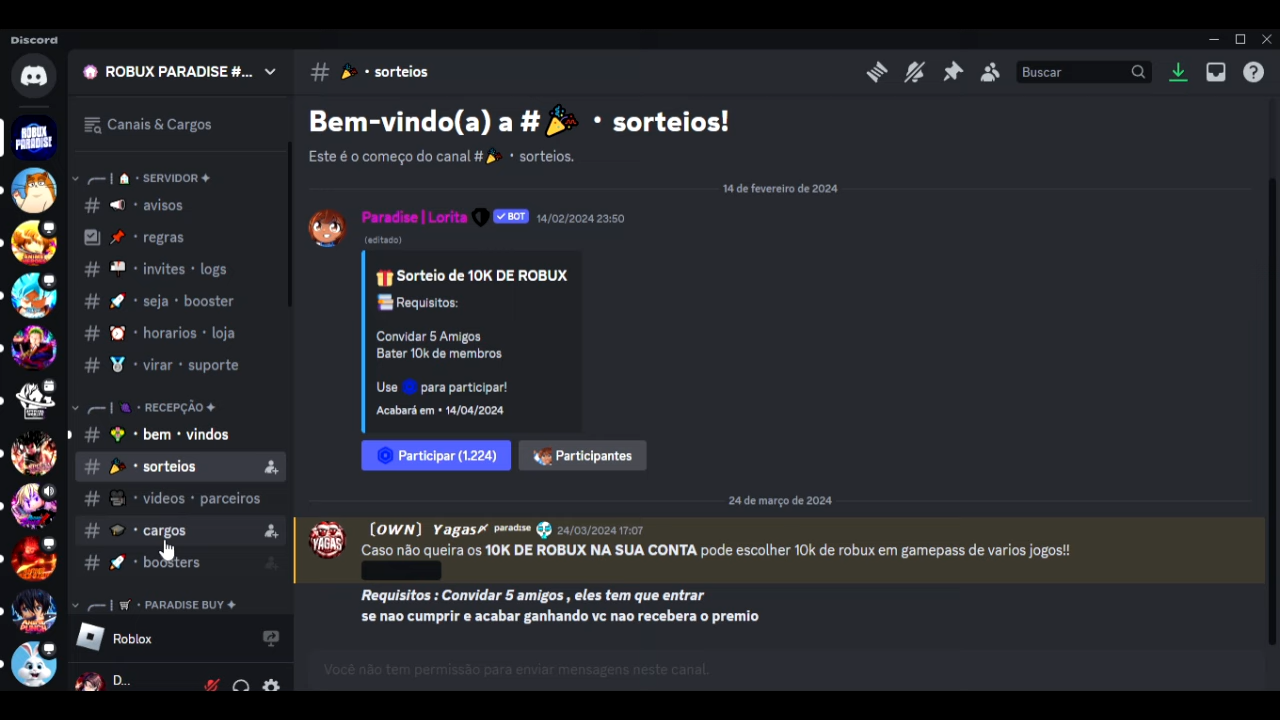 Discord
ROBUX PARADISE #...
# • sorteios
Buscar
ROBUX PARADISE
Canais & Cargos
Bem-vindo(a) a # • sorteios!
Este é o começo do canal # • sorteios.
14 de fevereiro de 2024
SERVIDOR
avisos
regras
invites • logs
seja • booster
horarios • loja
virar • suporte
RECEPÇÃO
bem • vindos
sorteios
videos • parceiros
cargos
boosters
PARADISE BUY
Roblox
D...
Paradise | Lorita BOT 14/02/2024 23:50
(editado)
Sorteio de 10K DE ROBUX
Requisitos:
Convidar 5 Amigos
Bater 10k de membros
Use para participar!
Acabará em • 14/04/2024
Participar (1.224)
Participantes
24 de março de 2024
YAGAS
〔OWN〕 Yagas paradise 24/03/2024 17:07
Caso não queira os 10K DE ROBUX NA SUA CONTA pode escolher 10k de robux em gamepass de varios jogos!!
Requisitos : Convidar 5 amigos , eles tem que entrar
se nao cumprir e acabar ganhando vc nao recebera o premio
Você não tem permissão para enviar mensagens neste canal.